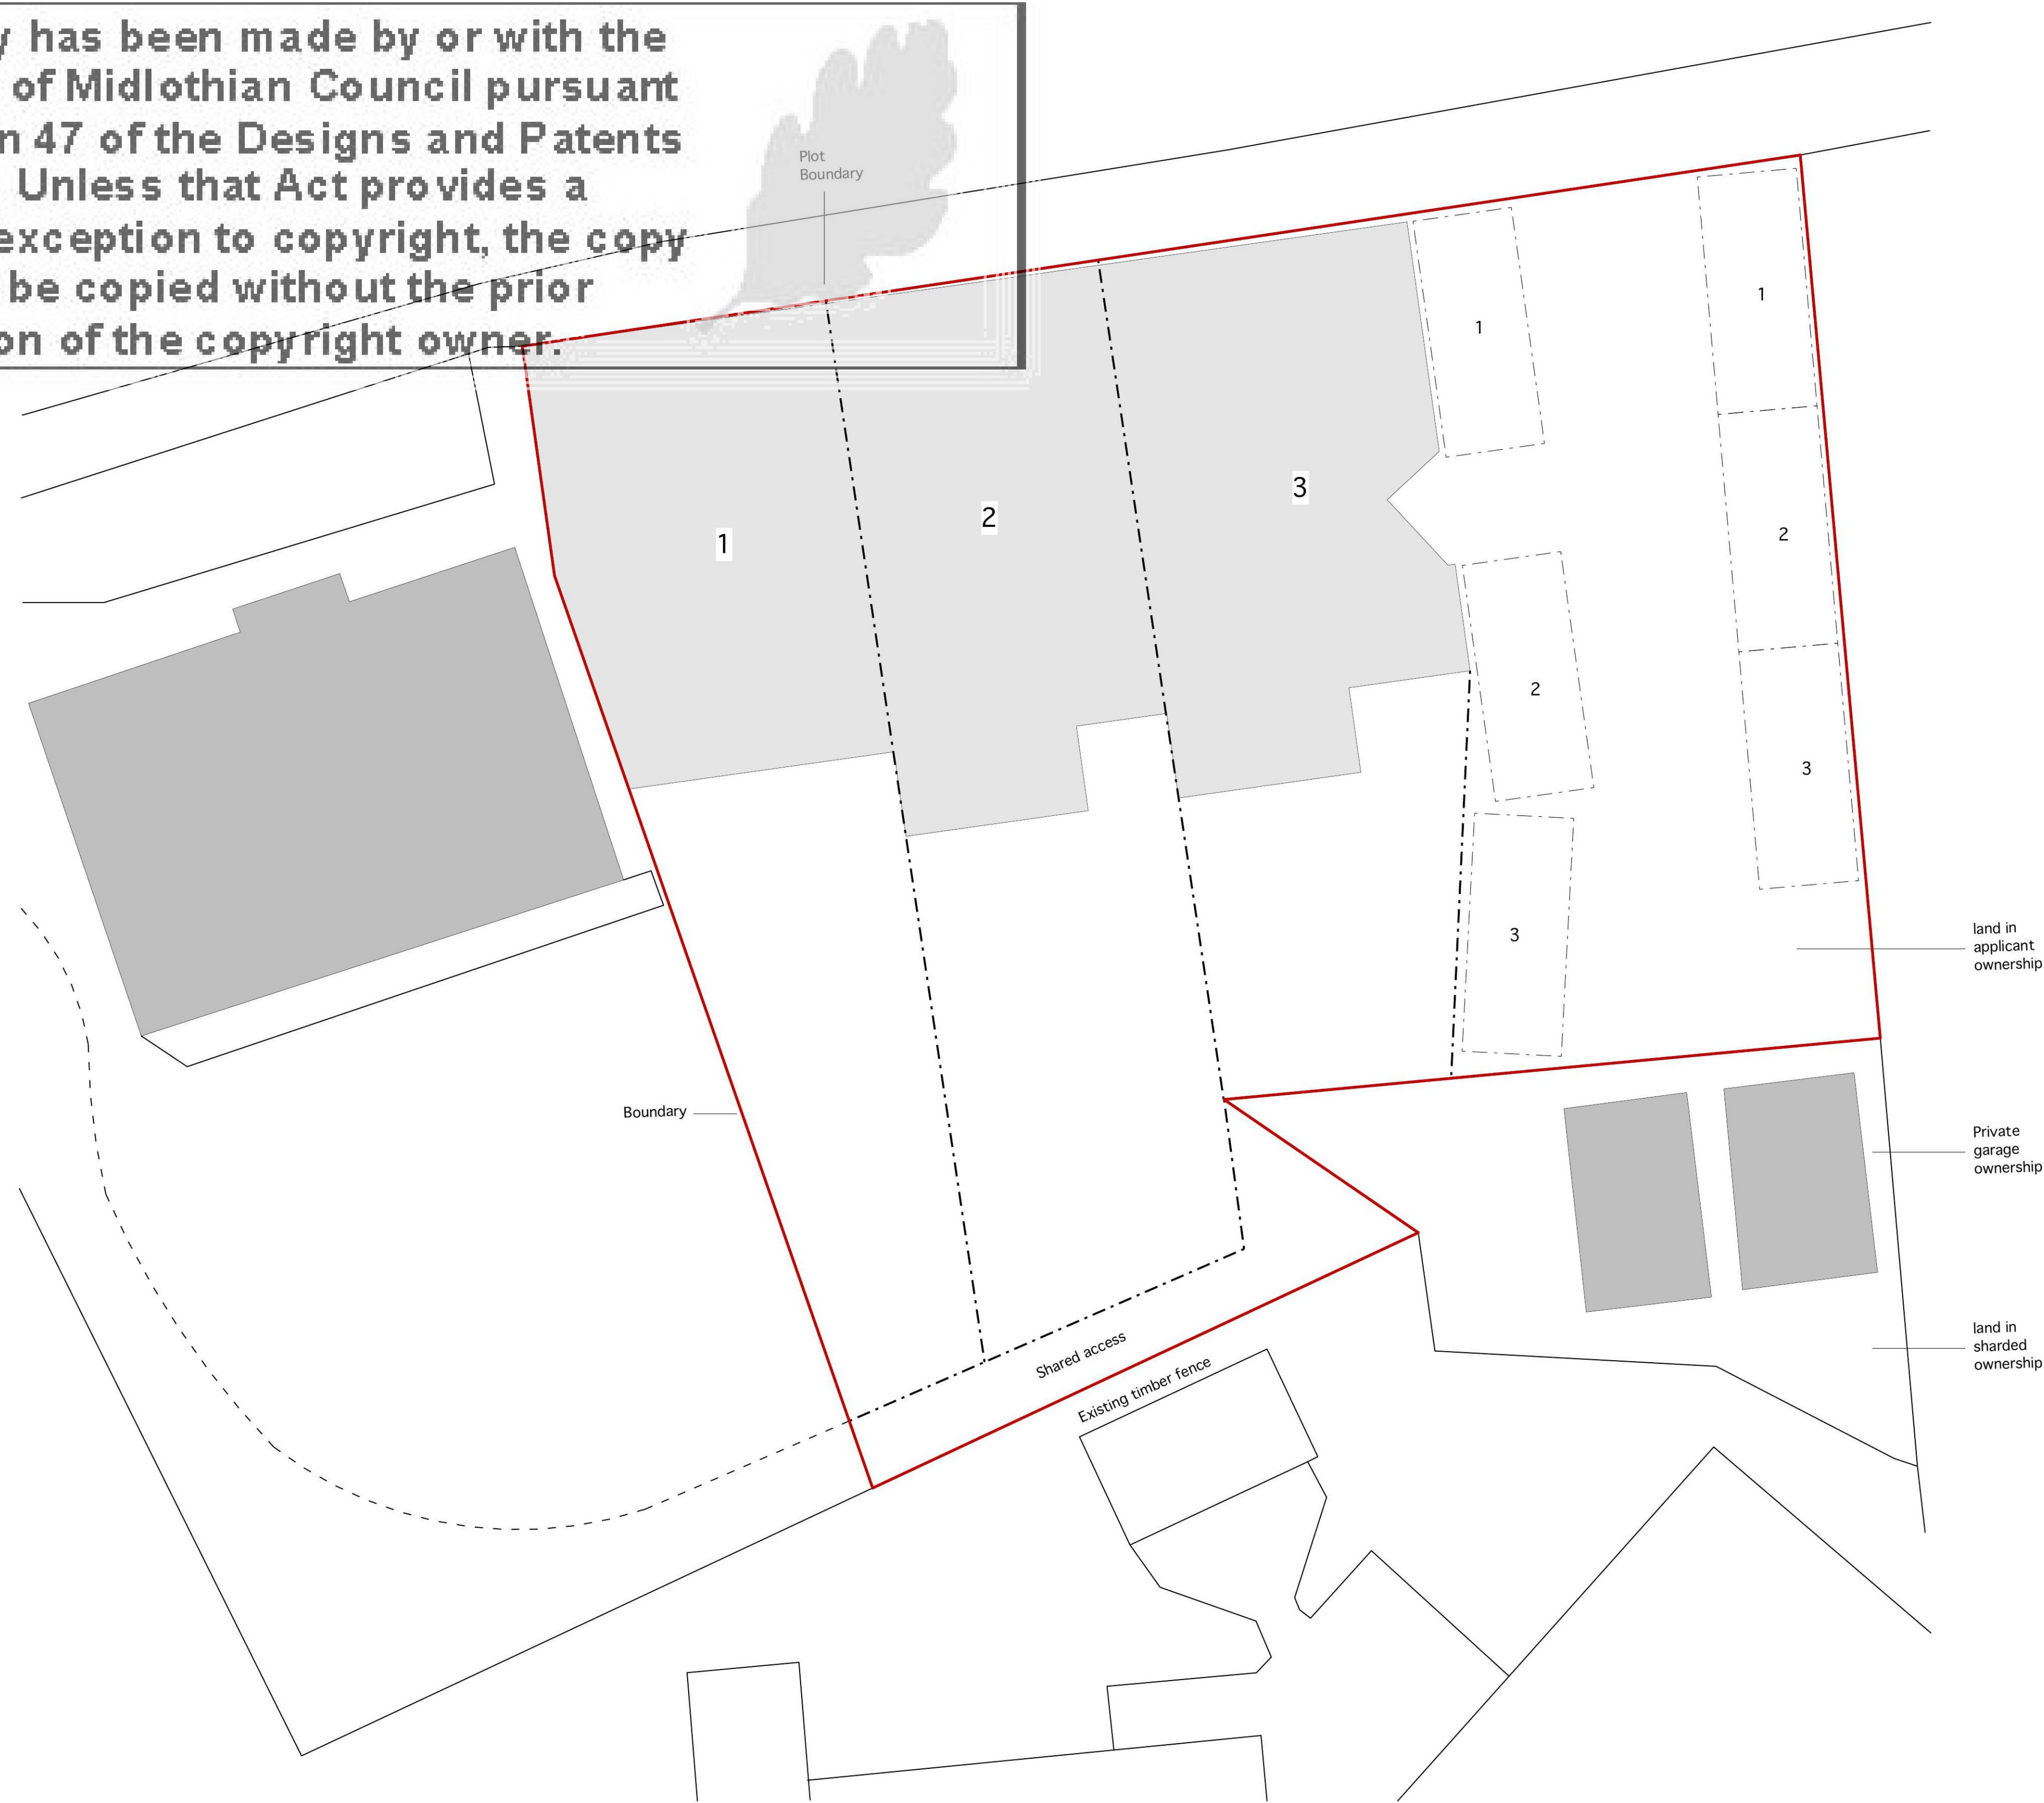 has been made by or with the
of Midlothian Council pursuant
47 of the Designs and Patents
Unless that Act provides a
exception to copyright, the copy
be copied without the prior
of the copyright owner.
Plot
Boundary
1
2
3
1
2
3
1
2
3
Boundary
land in
applicant
ownership
Private
garage
ownership
land in
sharded
ownership
Shared access
Existing timber fence